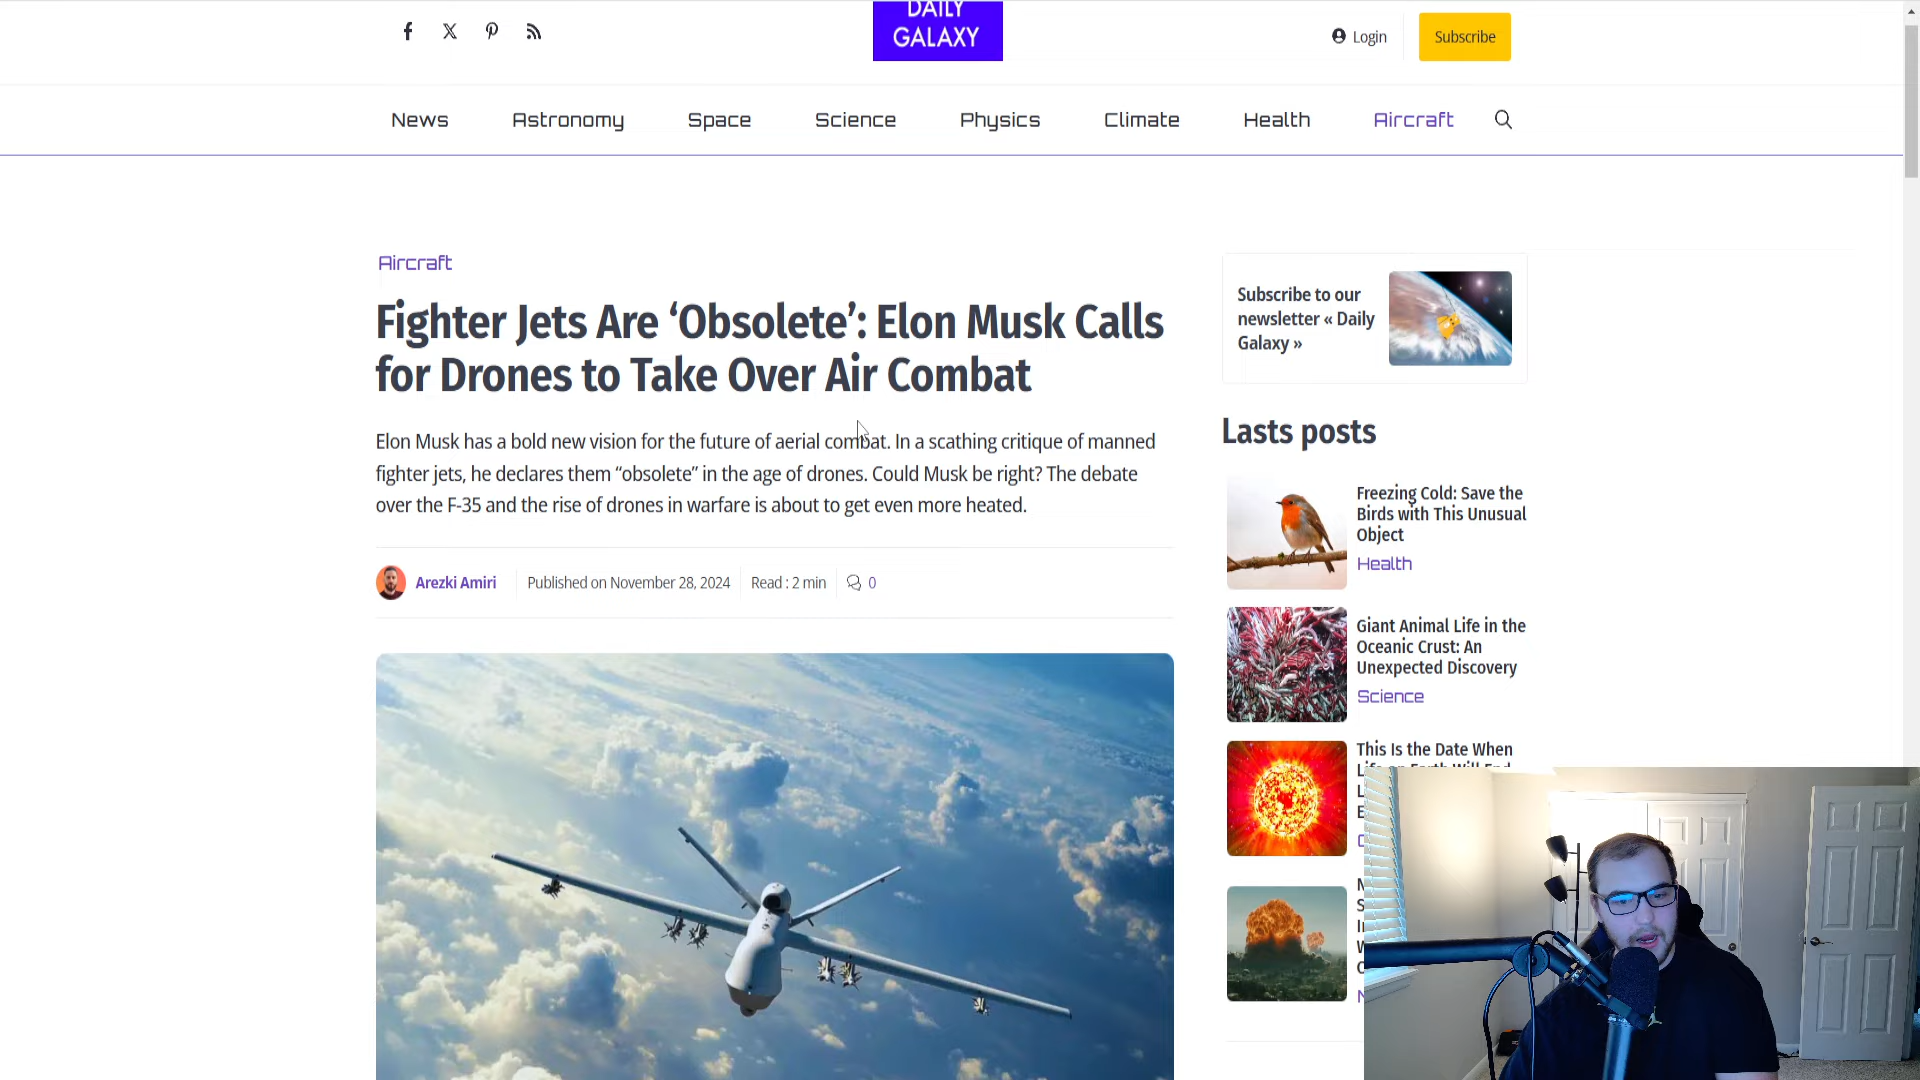 DAILY
GALAXY
Login
Subscribe
News
Astronomy
Space
Science
Physics
Climate
Health
Aircraft
Aircraft
Fighter Jets Are ‘Obsolete’: Elon Musk Calls
for Drones to Take Over Air Combat
Elon Musk has a bold new vision for the future of aerial combat. In a scathing critique of manned
fighter jets, he declares them “obsolete” in the age of drones. Could Musk be right? The debate
over the F-35 and the rise of drones in warfare is about to get even more heated.
Arezki Amiri
Published on November 28, 2024
Read : 2 min
0
Subscribe to our
newsletter « Daily
Galaxy »
Lasts posts
Freezing Cold: Save the
Birds with This Unusual
Object
Health
Giant Animal Life in the
Oceanic Crust: An
Unexpected Discovery
Science
This Is the Date When